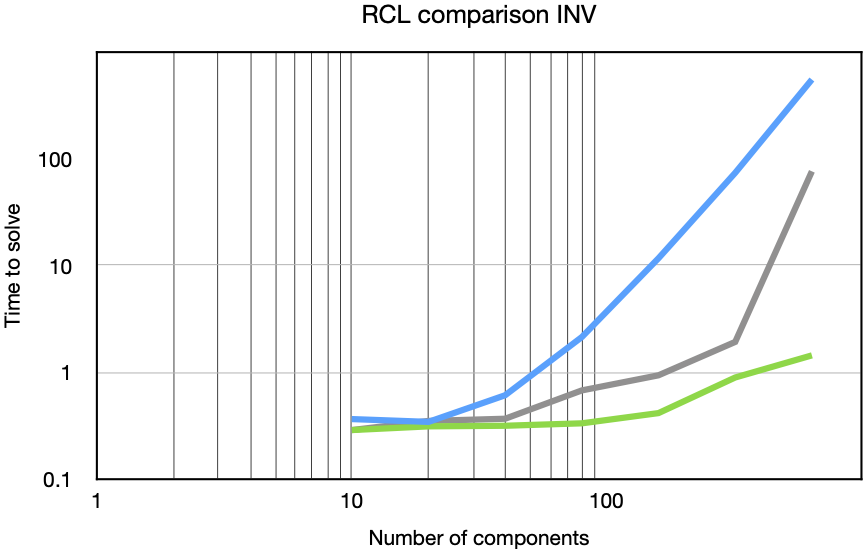 RCL comparison INV
100
10
1
0.1
Time to solve
1 10 100
Number of components